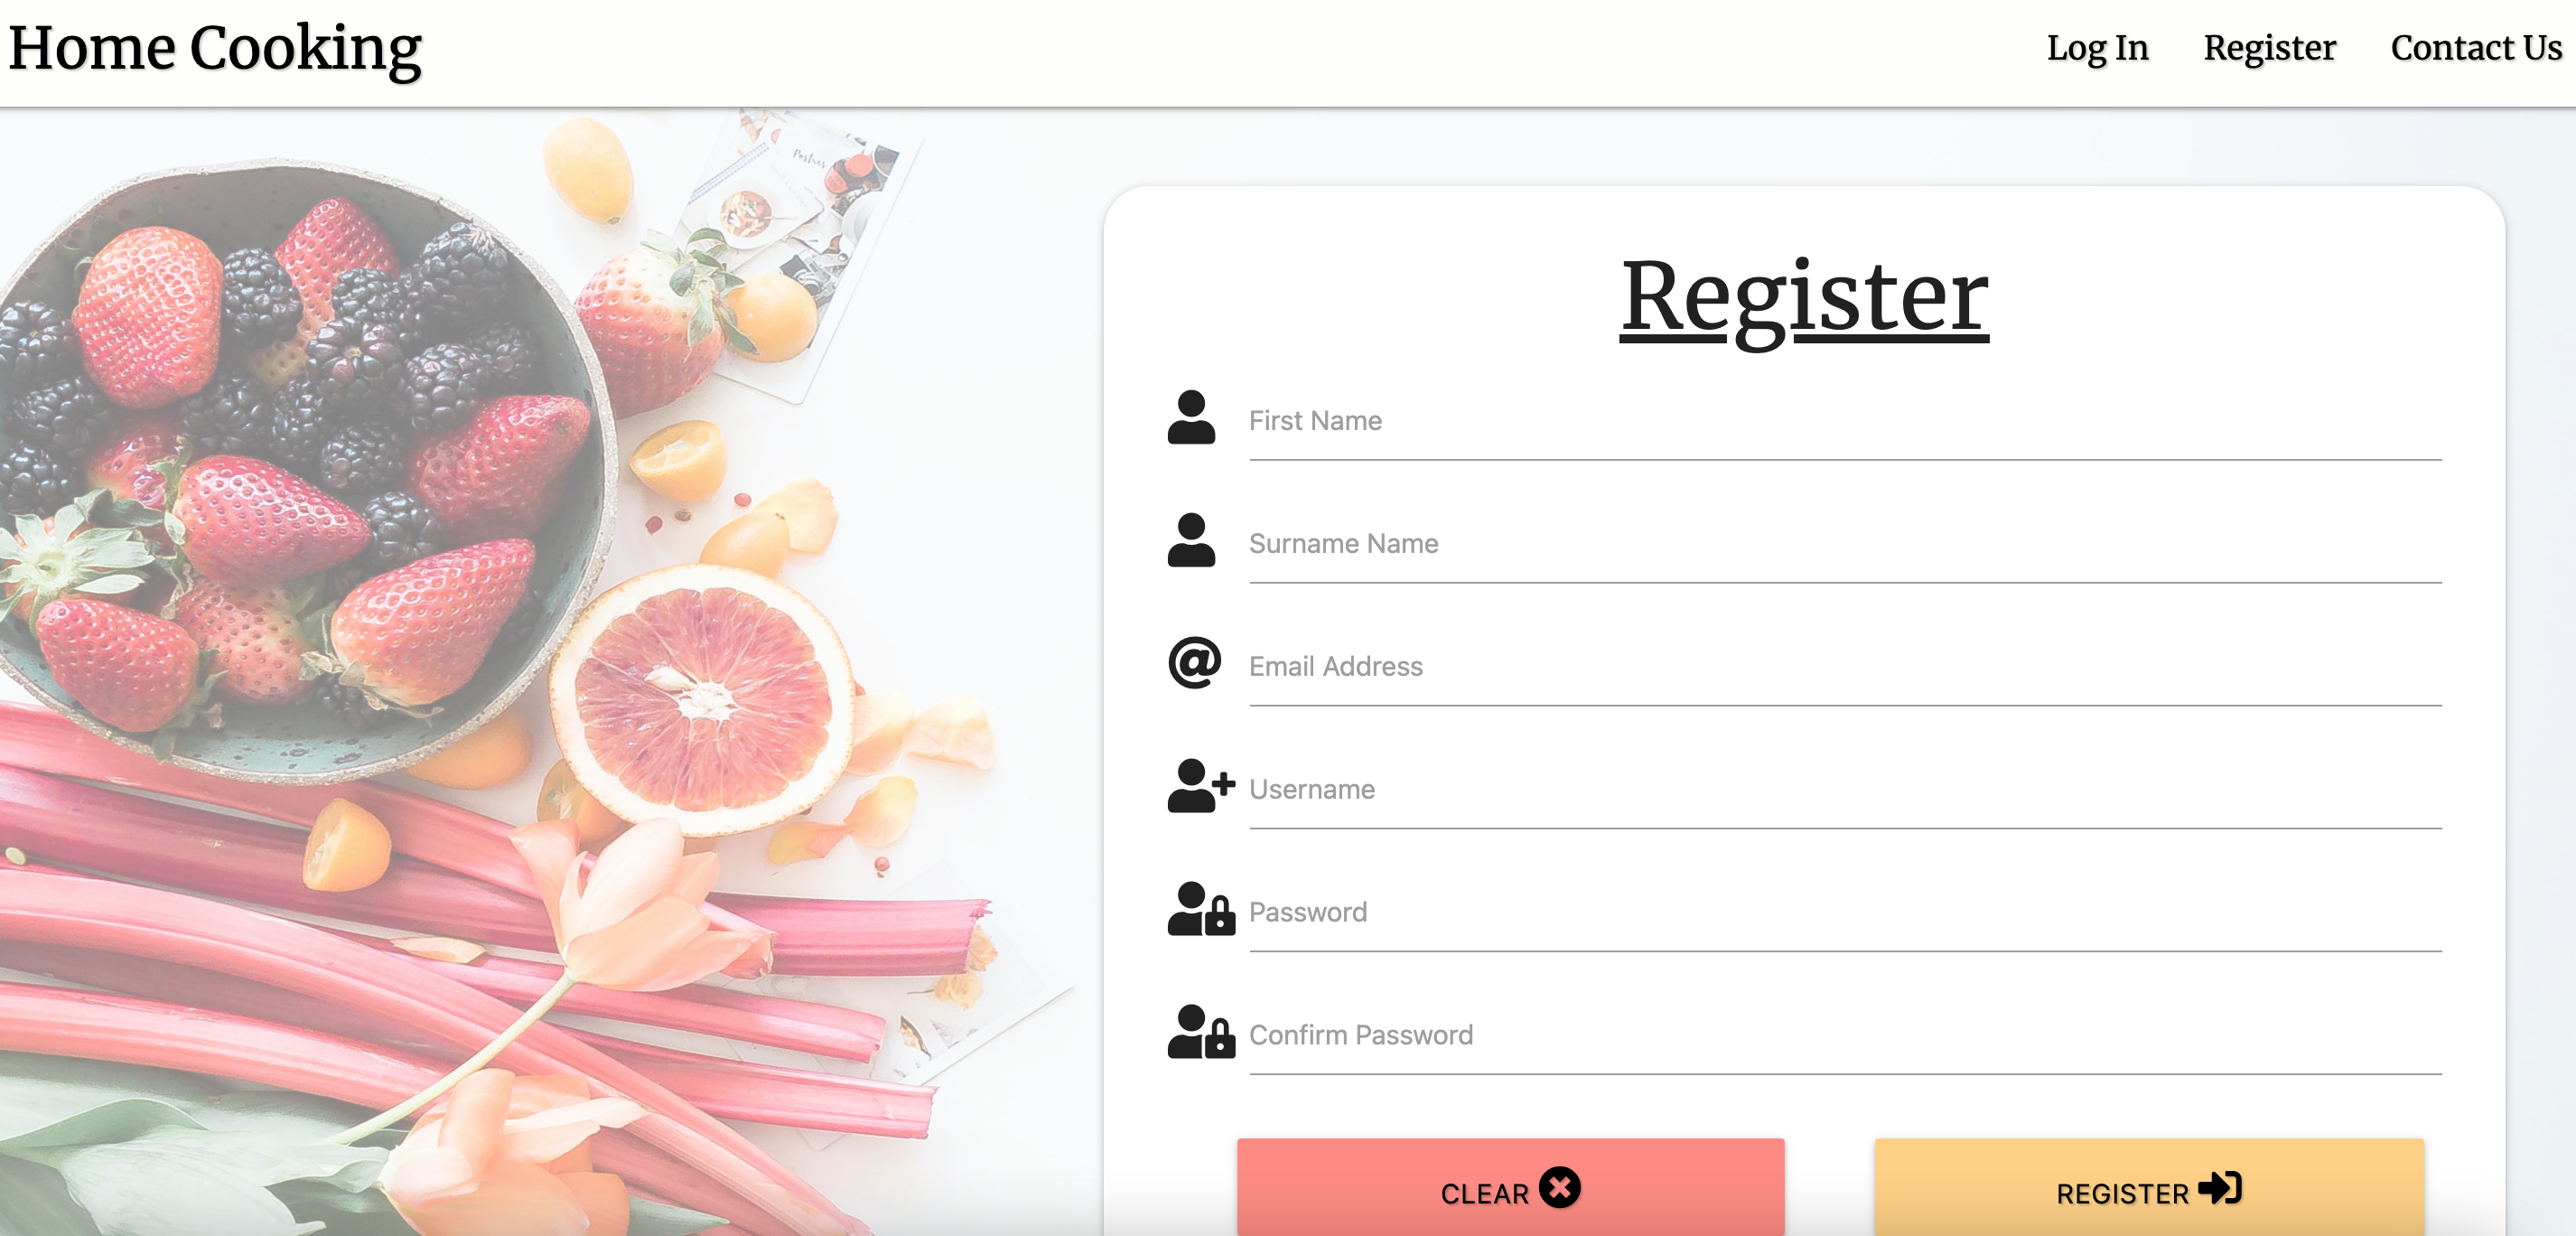 Home Cooking
Log In Register Contact Us
Postres
Register
First Name
Surname Name
Email Address
Username
Password
Confirm Password
CLEAR
REGISTER